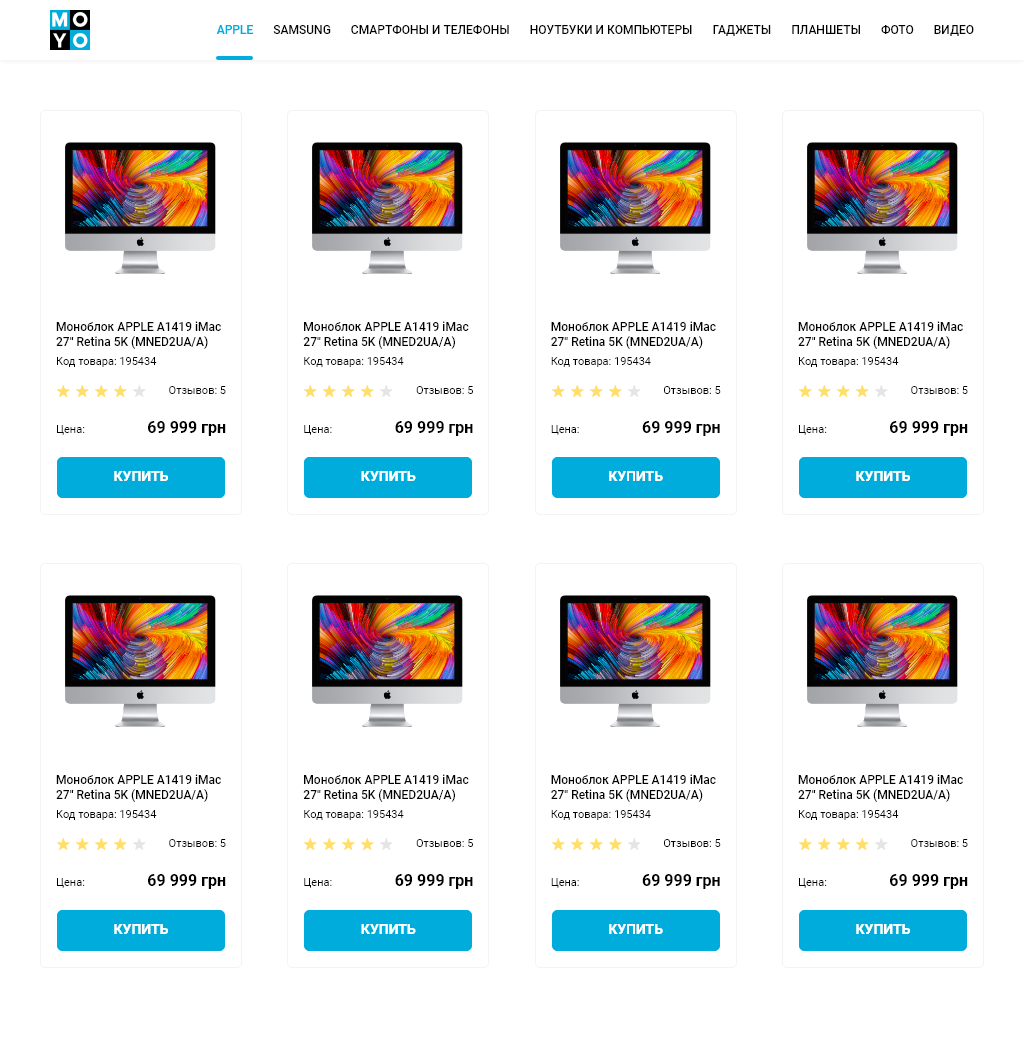 MO
YO
APPLE SAMSUNG СМАРТФОНЫ И ТЕЛЕФОНЫ НОУТБУКИ И КОМПЬЮТЕРЫ ГАДЖЕТЫ ПЛАНШЕТЫ ФОТО ВИДЕО
Моноблок APPLE A1419 iMac
27" Retina 5K (MNED2UA/A)
Код товара: 195434
Отзывов: 5
Цена: 69 999 грн
КУПИТЬ
Моноблок APPLE A1419 iMac
27" Retina 5K (MNED2UA/A)
Код товара: 195434
Отзывов: 5
Цена: 69 999 грн
КУПИТЬ
Моноблок APPLE A1419 iMac
27" Retina 5K (MNED2UA/A)
Код товара: 195434
Отзывов: 5
Цена: 69 999 грн
КУПИТЬ
Моноблок APPLE A1419 iMac
27" Retina 5K (MNED2UA/A)
Код товара: 195434
Отзывов: 5
Цена: 69 999 грн
КУПИТЬ
Моноблок APPLE A1419 iMac
27" Retina 5K (MNED2UA/A)
Код товара: 195434
Отзывов: 5
Цена: 69 999 грн
КУПИТЬ
Моноблок APPLE A1419 iMac
27" Retina 5K (MNED2UA/A)
Код товара: 195434
Отзывов: 5
Цена: 69 999 грн
КУПИТЬ
Моноблок APPLE A1419 iMac
27" Retina 5K (MNED2UA/A)
Код товара: 195434
Отзывов: 5
Цена: 69 999 грн
КУПИТЬ
Моноблок APPLE A1419 iMac
27" Retina 5K (MNED2UA/A)
Код товара: 195434
Отзывов: 5
Цена: 69 999 грн
КУПИТЬ